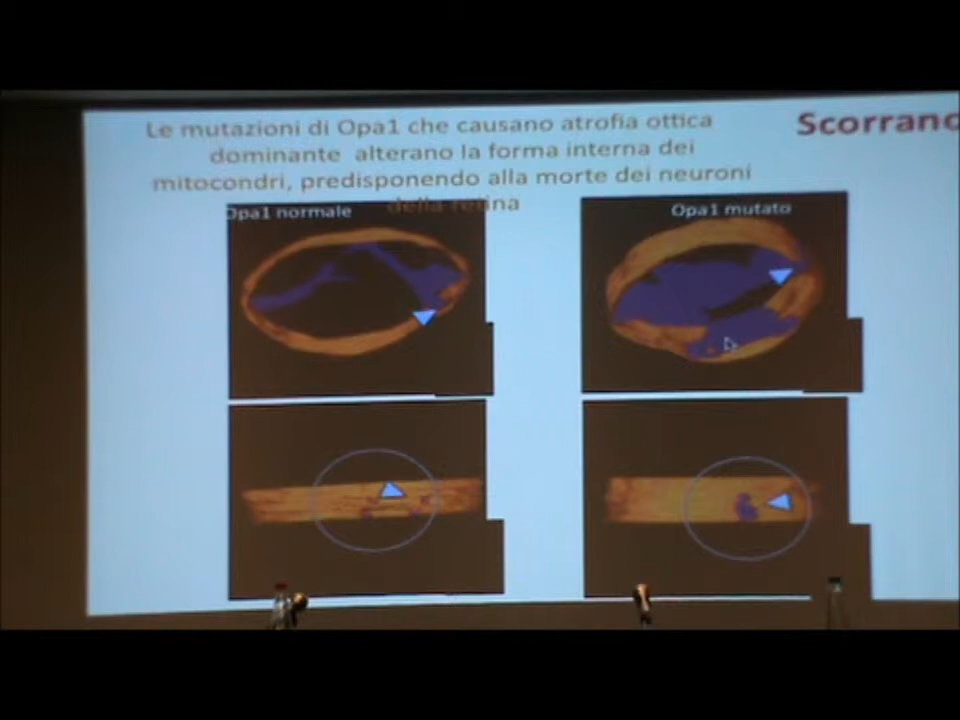 Le mutazioni di Opa1 che causano atrofia ottica
dominante alterano la forma interna dei
mitocondri, predisponendo alla morte dei neuroni
della retina
Scorrano
Opa1 normale
Opa1 mutato